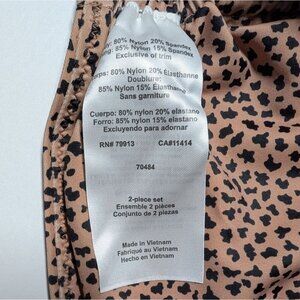 80% Nylon 20% Spandex
85% Nylon 15% Spandex
Exclusive of trim
80% Nylon 20% Élasthanne
Doublure:
85% Nylon 15% Élasthanne
Sans garniture
Cuerpo: 80% Nylon 20% elastano
Forro: 85% Nylon 15% elastano
Excluyendo para adornar
RN# 79913 CA#11414
70484
2-piece set
Ensemble 2 pièces
Conjunto de 2 piezas
Made in Vietnam
Fabriqué au Vietnam
Hecho en Vietnam